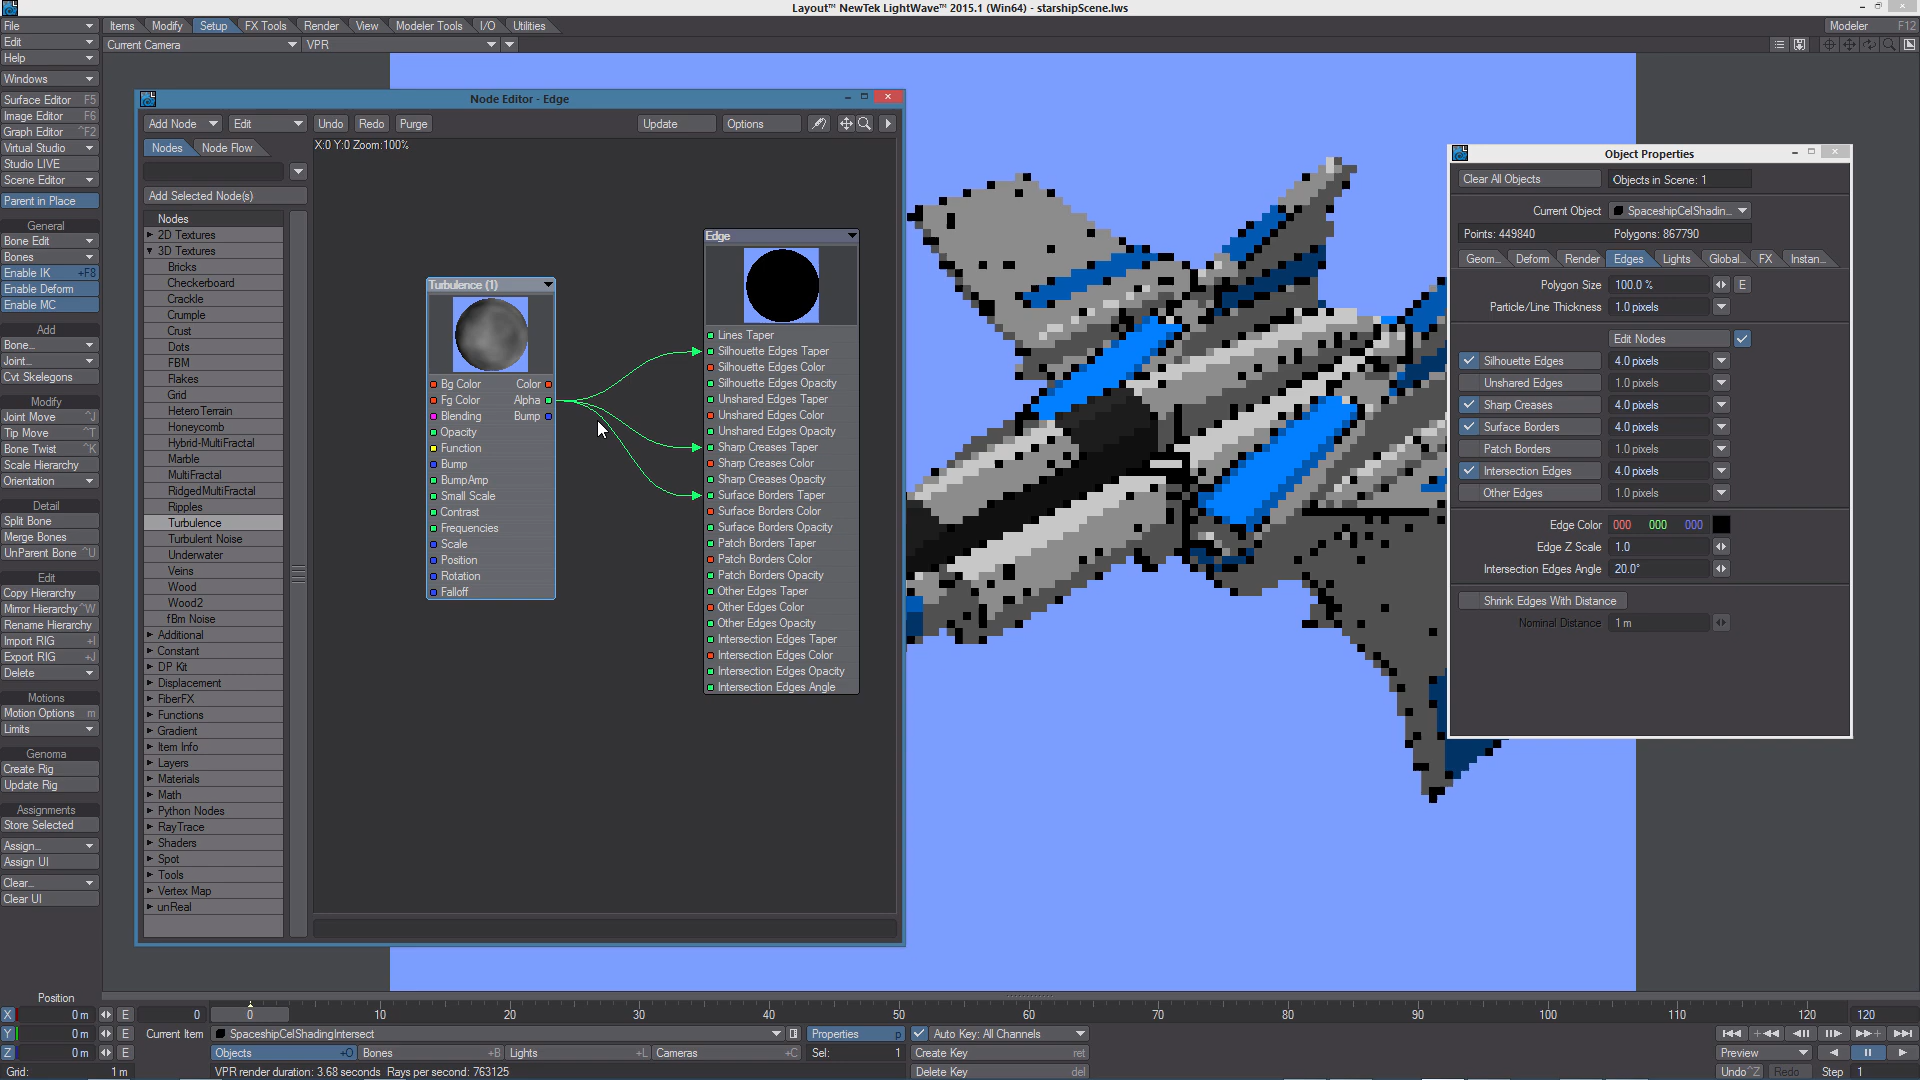 Layout™ NewTek LightWave™ 2015.1 (Win64) - starshipScene.lws
File
Items
Modify
Setup
FX Tools
Render
View
Modeler Tools
I/O
Utilities
Modeler F12
Edit
Current Camera
VPR
Help
Windows
Surface Editor F5
Image Editor F6
Graph Editor ^F2
Virtual Studio
Studio LIVE
Scene Editor
Parent in Place
General
Bone Edit
Bones
Enable IK +F8
Enable Deform
Enable MC
Add
Bone...
Joint...
Cvt Skelegons
Modify
Joint Move ^J
Tip Move ^T
Bone Twist ^K
Scale Hierarchy
Orientation
Detail
Split Bone
Merge Bones
UnParent Bone ^U
Edit
Copy Hierarchy
Mirror Hierarchy ^W
Rename Hierarchy
Import RIG +I
Export RIG +J
Delete
Motions
Motion Options m
Limits
Genoma
Create Rig
Update Rig
Assignments
Store Selected
Assign...
Assign UI
Clear...
Clear UI
Node Editor - Edge
Add Node
Edit
Undo
Redo
Purge
Update
Options
Nodes
Node Flow
X:0 Y:0 Zoom:100%
Add Selected Node(s)
Nodes
2D Textures
3D Textures
Bricks
Checkerboard
Crackle
Crumple
Crust
Dots
FBM
Flakes
Grid
HeteroTerrain
Honeycomb
Hybrid-MultiFractal
Marble
MultiFractal
RidgedMultiFractal
Ripples
Turbulence
Turbulent Noise
Underwater
Veins
Wood
Wood2
fBm Noise
Additional
Constant
DP Kit
Displacement
FiberFX
Functions
Gradient
Item Info
Layers
Materials
Math
Python Nodes
RayTrace
Shaders
Spot
Tools
Vertex Map
unReal
Turbulence (1)
Bg Color Color
Fg Color Alpha
Blending Bump
Opacity
Function
Bump
BumpAmp
Small Scale
Contrast
Frequencies
Scale
Position
Rotation
Falloff
Edge
Lines Taper
Silhouette Edges Taper
Silhouette Edges Color
Silhouette Edges Opacity
Unshared Edges Taper
Unshared Edges Color
Unshared Edges Opacity
Sharp Creases Taper
Sharp Creases Color
Sharp Creases Opacity
Surface Borders Taper
Surface Borders Color
Surface Borders Opacity
Patch Borders Taper
Patch Borders Color
Patch Borders Opacity
Other Edges Taper
Other Edges Color
Other Edges Opacity
Intersection Edges Taper
Intersection Edges Color
Intersection Edges Opacity
Intersection Edges Angle
Object Properties
Clear All Objects
Objects in Scene: 1
Current Object SpaceshipCelShadin...
Points: 449840 Polygons: 867790
Geom...
Deform
Render
Edges
Lights
Global...
FX
Instan...
Polygon Size 100.0 % E
Particle/Line Thickness 1.0 pixels
Edit Nodes
Silhouette Edges 4.0 pixels
Unshared Edges 1.0 pixels
Sharp Creases 4.0 pixels
Surface Borders 4.0 pixels
Patch Borders 1.0 pixels
Intersection Edges 4.0 pixels
Other Edges 1.0 pixels
Edge Color 000 000 000
Edge Z Scale 1.0
Intersection Edges Angle 20.0°
Shrink Edges With Distance
Nominal Distance 1 m
Position
X 0 m E
0
0 10 20 30 40 50 60 70 80 90 100 110 120
120
Y 0 m E
Current Item SpaceshipCelShadingIntersect
Properties p
Auto Key: All Channels
Z 0 m E
Objects +O
Bones +B
Lights +L
Cameras +C
Sel: 1
Create Key ret
Preview
Grid: 1 m
VPR render duration: 3.68 seconds Rays per second: 763125
Delete Key del
Undo ^Z
Redo
Step 1